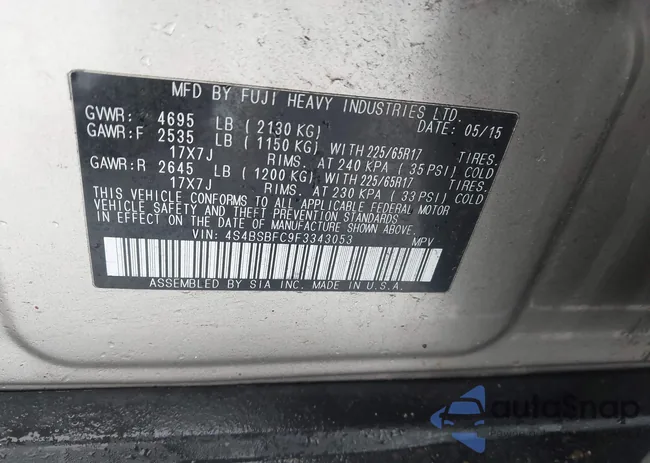 MFD BY FUJI HEAVY INDUSTRIES LTD.
GVWR: 4695 LB (2130 KG) DATE: 05/15
GAWR:F 2535 LB (1150 KG) WITH 225/65R17 TIRES.
17X7J RIMS. AT 240 KPA (35 PSI) COLD
GAWR:R 2645 LB (1200 KG) WITH 225/65R17 TIRES.
17X7J RIMS. AT 230 KPA (33 PSI) COLD
THIS VEHICLE CONFORMS TO ALL APPLICABLE FEDERAL MOTOR
VEHICLE SAFETY AND THEFT PREVENTION STANDARDS
IN EFFECT ON THE DATE OF MANUFACTURE SHOWN ABOVE.
VIN: 4S4BSBFC9F3343053 MPV
ASSEMBLED BY SIA INC. MADE IN U.S.A.
autoSnap